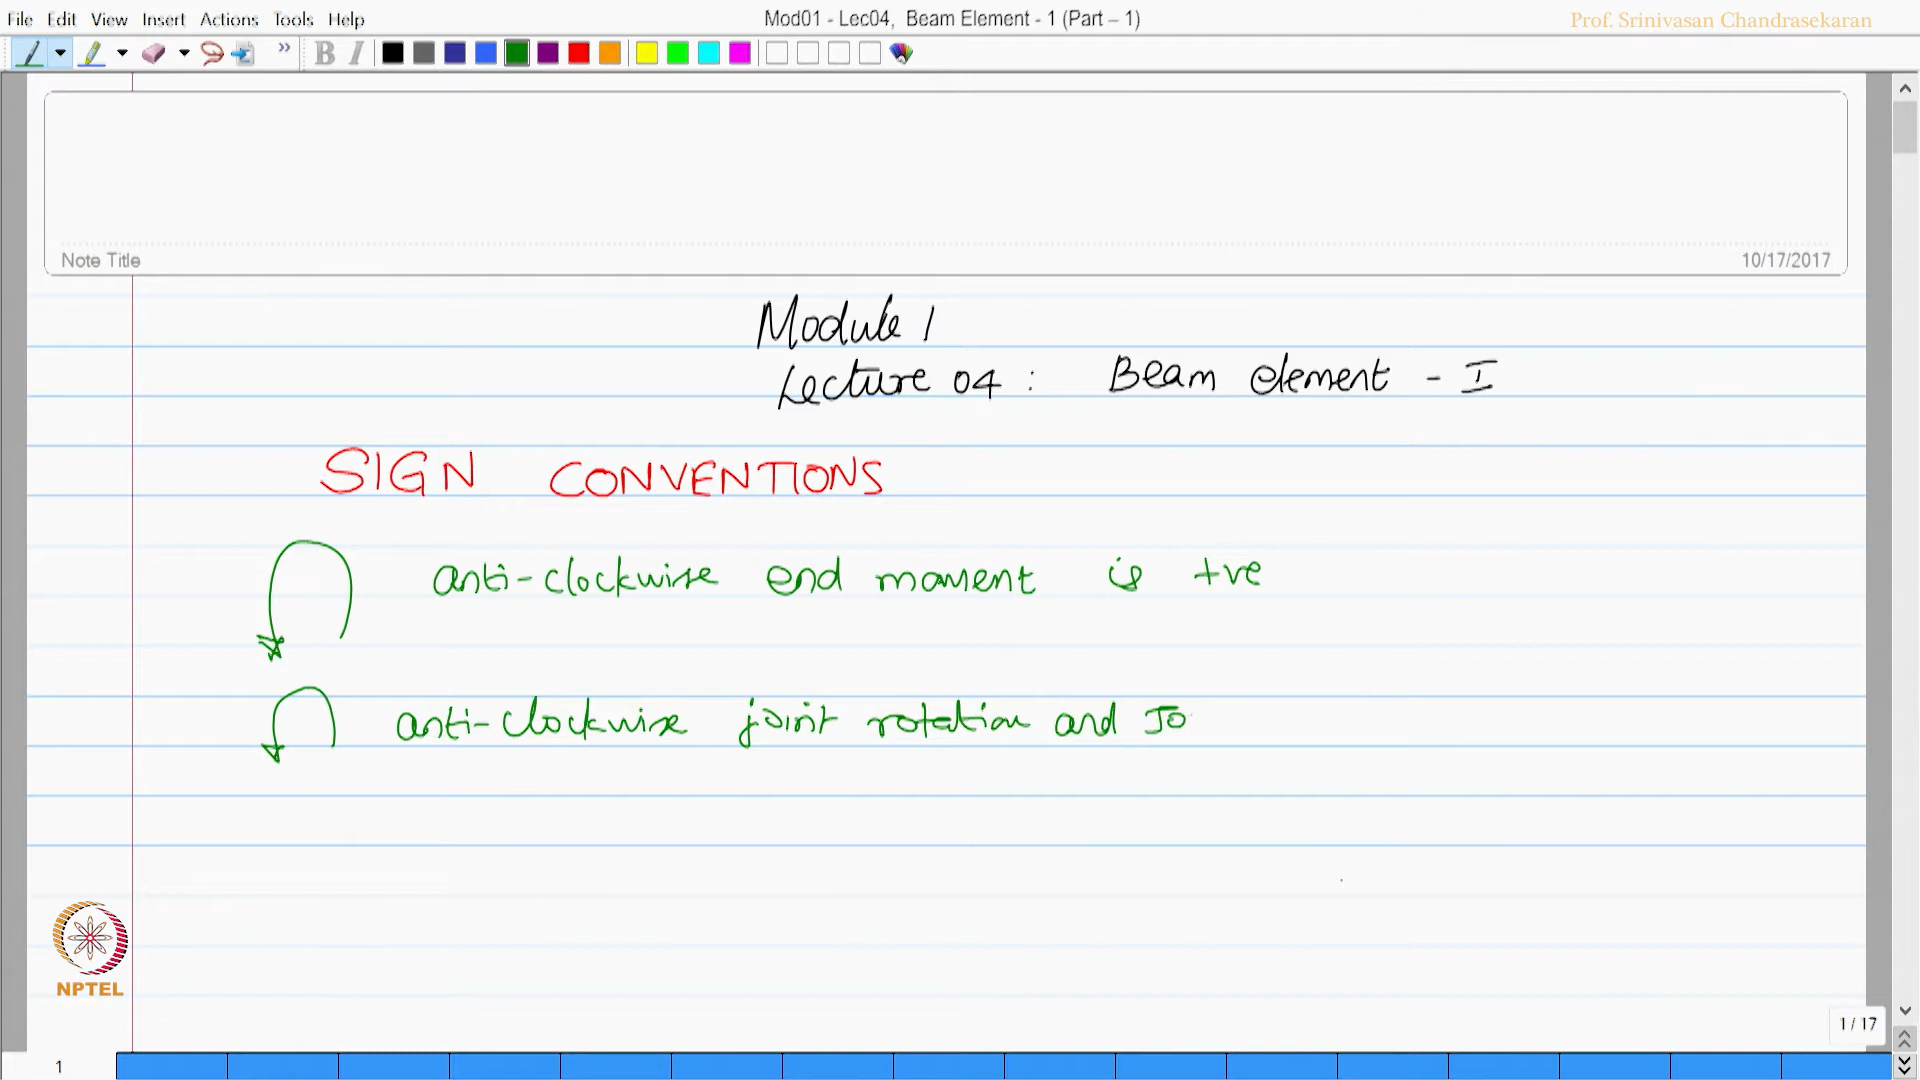 File Edit View Insert Actions Tools Help
Mod01 - Lec04, Beam Element - 1 (Part – 1)
Prof. Srinivasan Chandrasekaran
B I
Note Title
10/17/2017
Module 1
Lecture 04 : Beam element - I
SIGN CONVENTIONS
anti-clockwise end moment is +ve
anti-clockwise joint rotation and Jo
NPTEL
1 / 17
1